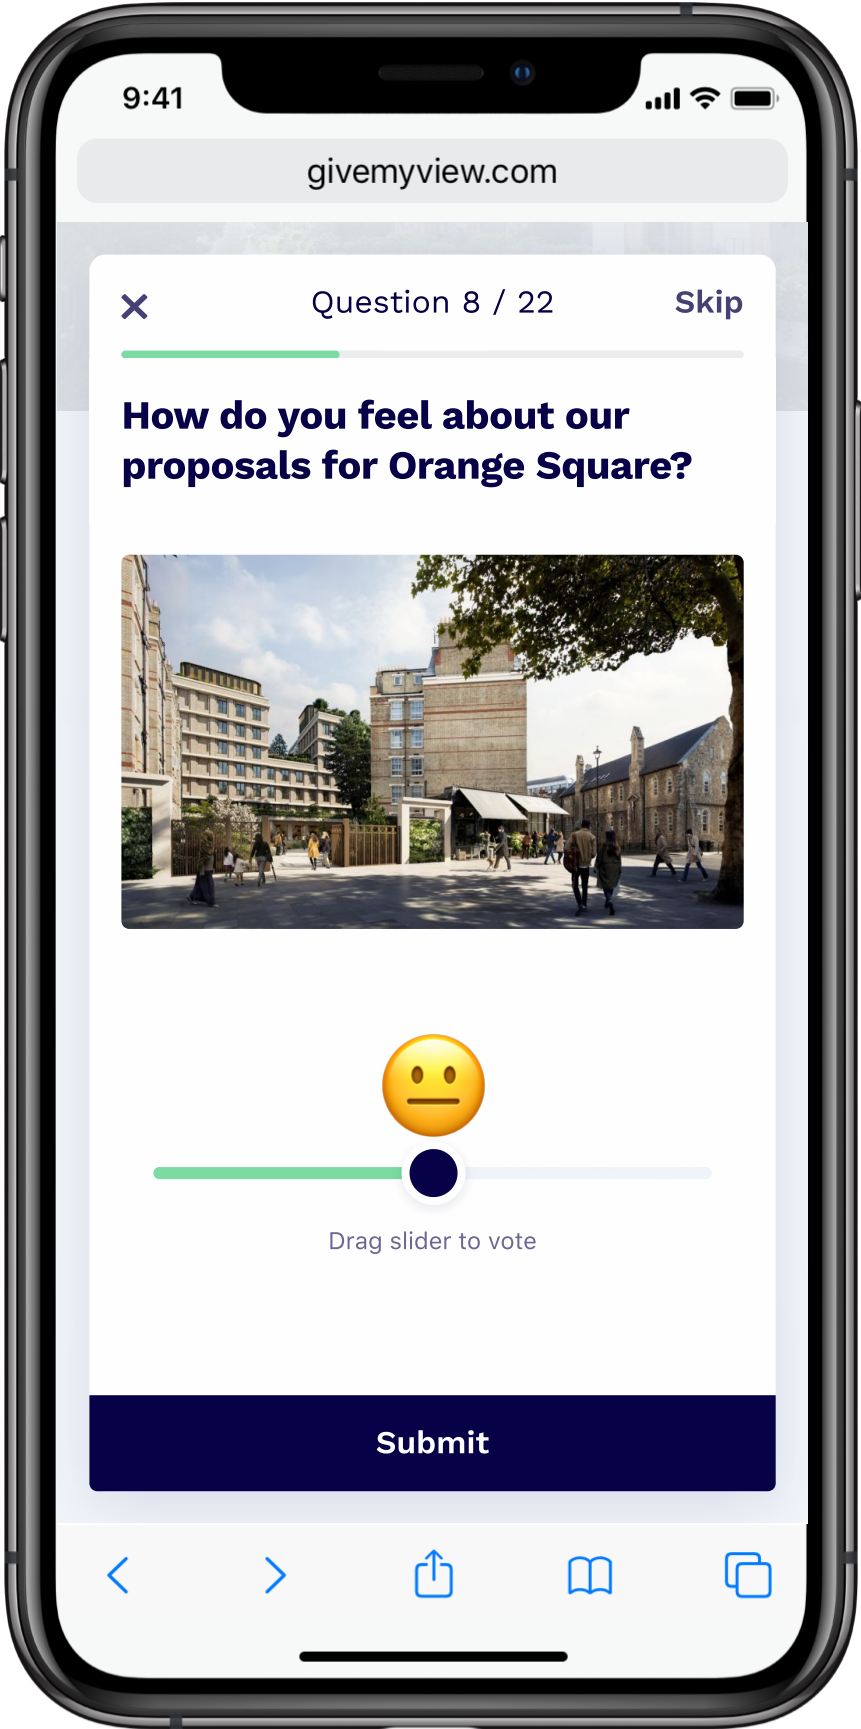 9:41
givemyview.com
Question 8 / 22
Skip
How do you feel about our
proposals for Orange Square?
Drag slider to vote
Submit